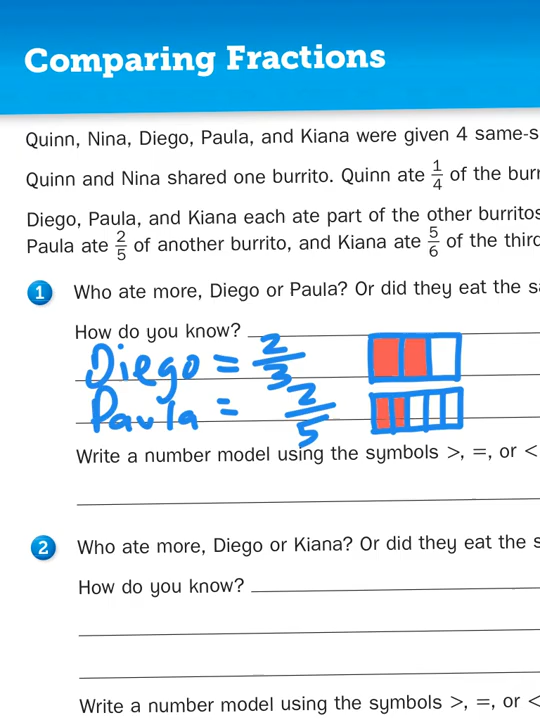 Comparing Fractions
Quinn, Nina, Diego, Paula, and Kiana were given 4 same-s
Quinn and Nina shared one burrito. Quinn ate 1/4 of the burr
Diego, Paula, and Kiana each ate part of the other burritos
Paula ate 2/5 of another burrito, and Kiana ate 5/6 of the third
1 Who ate more, Diego or Paula? Or did they eat the sa
How do you know?
Diego = 2/3
Paula = 2/5
Write a number model using the symbols >, =, or <
2 Who ate more, Diego or Kiana? Or did they eat the s
How do you know?
Write a number model using the symbols >, =, or <